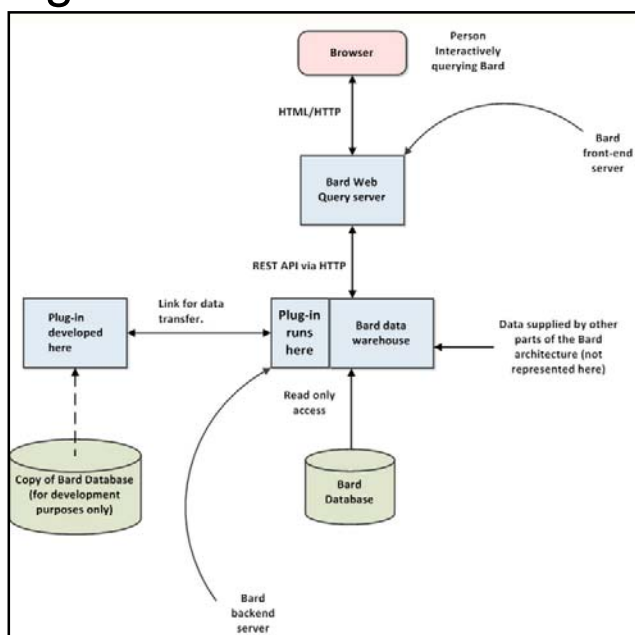 Browser
Person
Interactively
querying Bard
HTML/HTTP
Bard
front-end
server
Bard Web
Query server
REST API via HTTP
Plug-in
developed
here
Link for data
transfer.
Plug-in
runs
here
Bard data
warehouse
Data supplied by other
parts of the Bard
architecture (not
represented here)
Read only
access
Copy of Bard Database
(for development
purposes only)
Bard
Database
Bard
backend
server